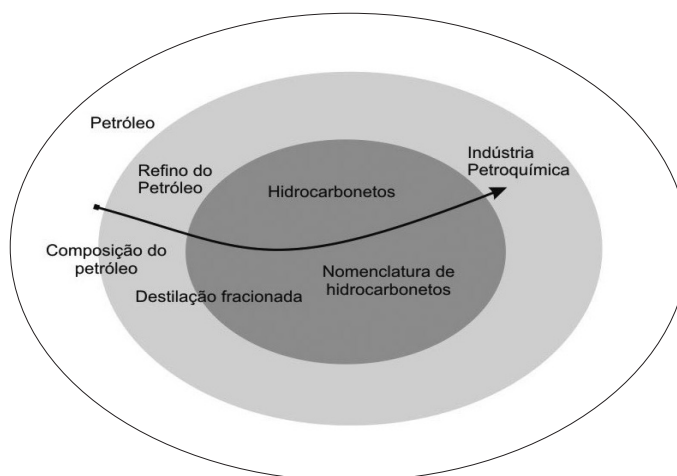 Petróleo
Refino do
Petróleo
Hidrocarbonetos
Indústria
Petroquímica
Composição do
petróleo
Destilação fracionada
Nomenclatura de
hidrocarbonetos